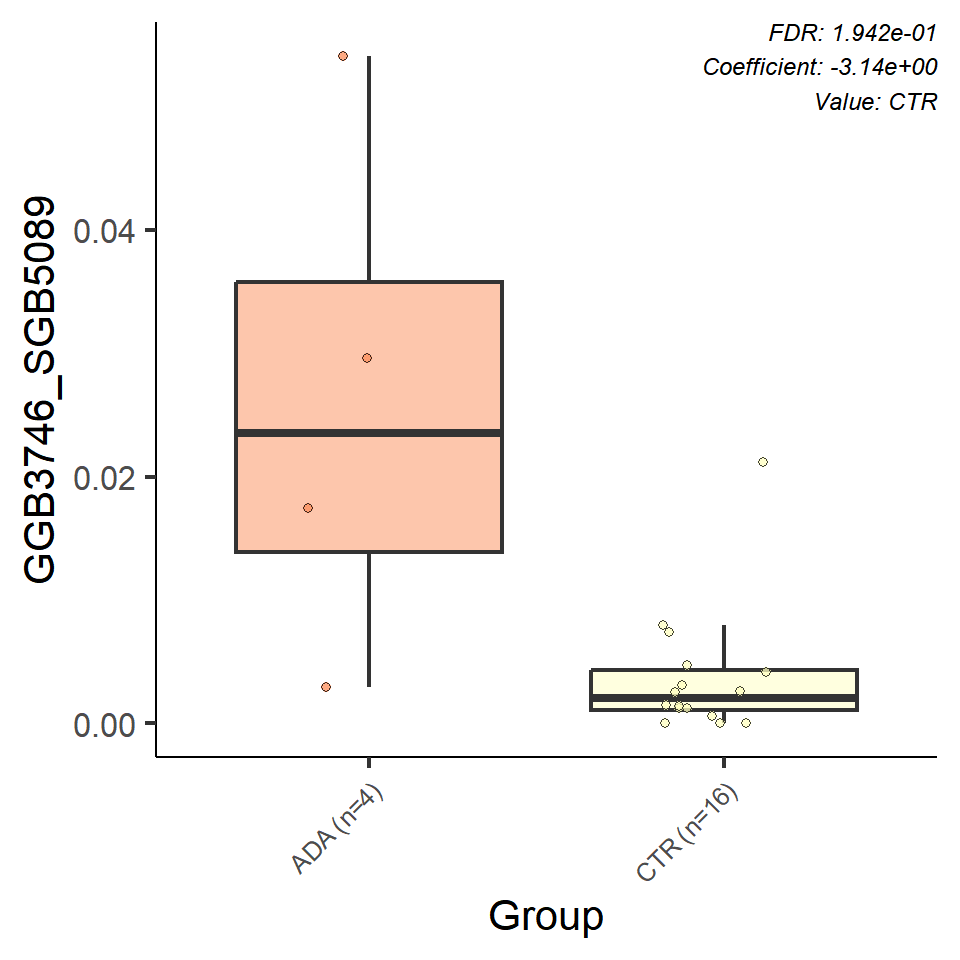 FDR: 1.942e-01
Coefficient: -3.14e+00
Value: CTR
GGB3746_SGB5089
0.04
0.02
0.00
ADA (n=4)
CTR (n=16)
Group